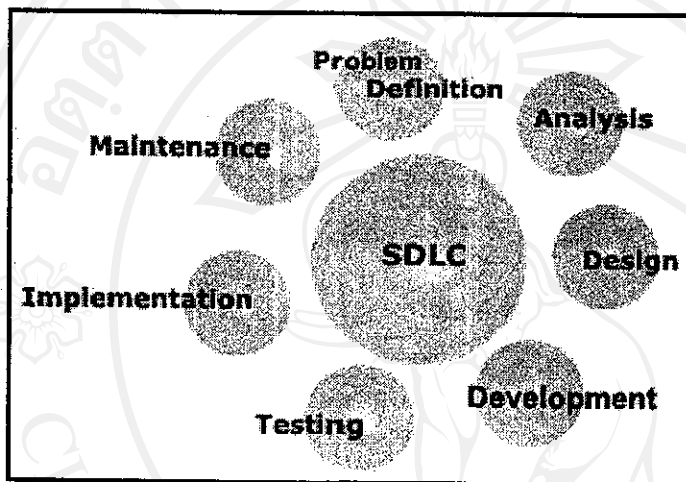 Problem
Definition
Analysis
Design
Development
Testing
Implementation
Maintenance
SDLC